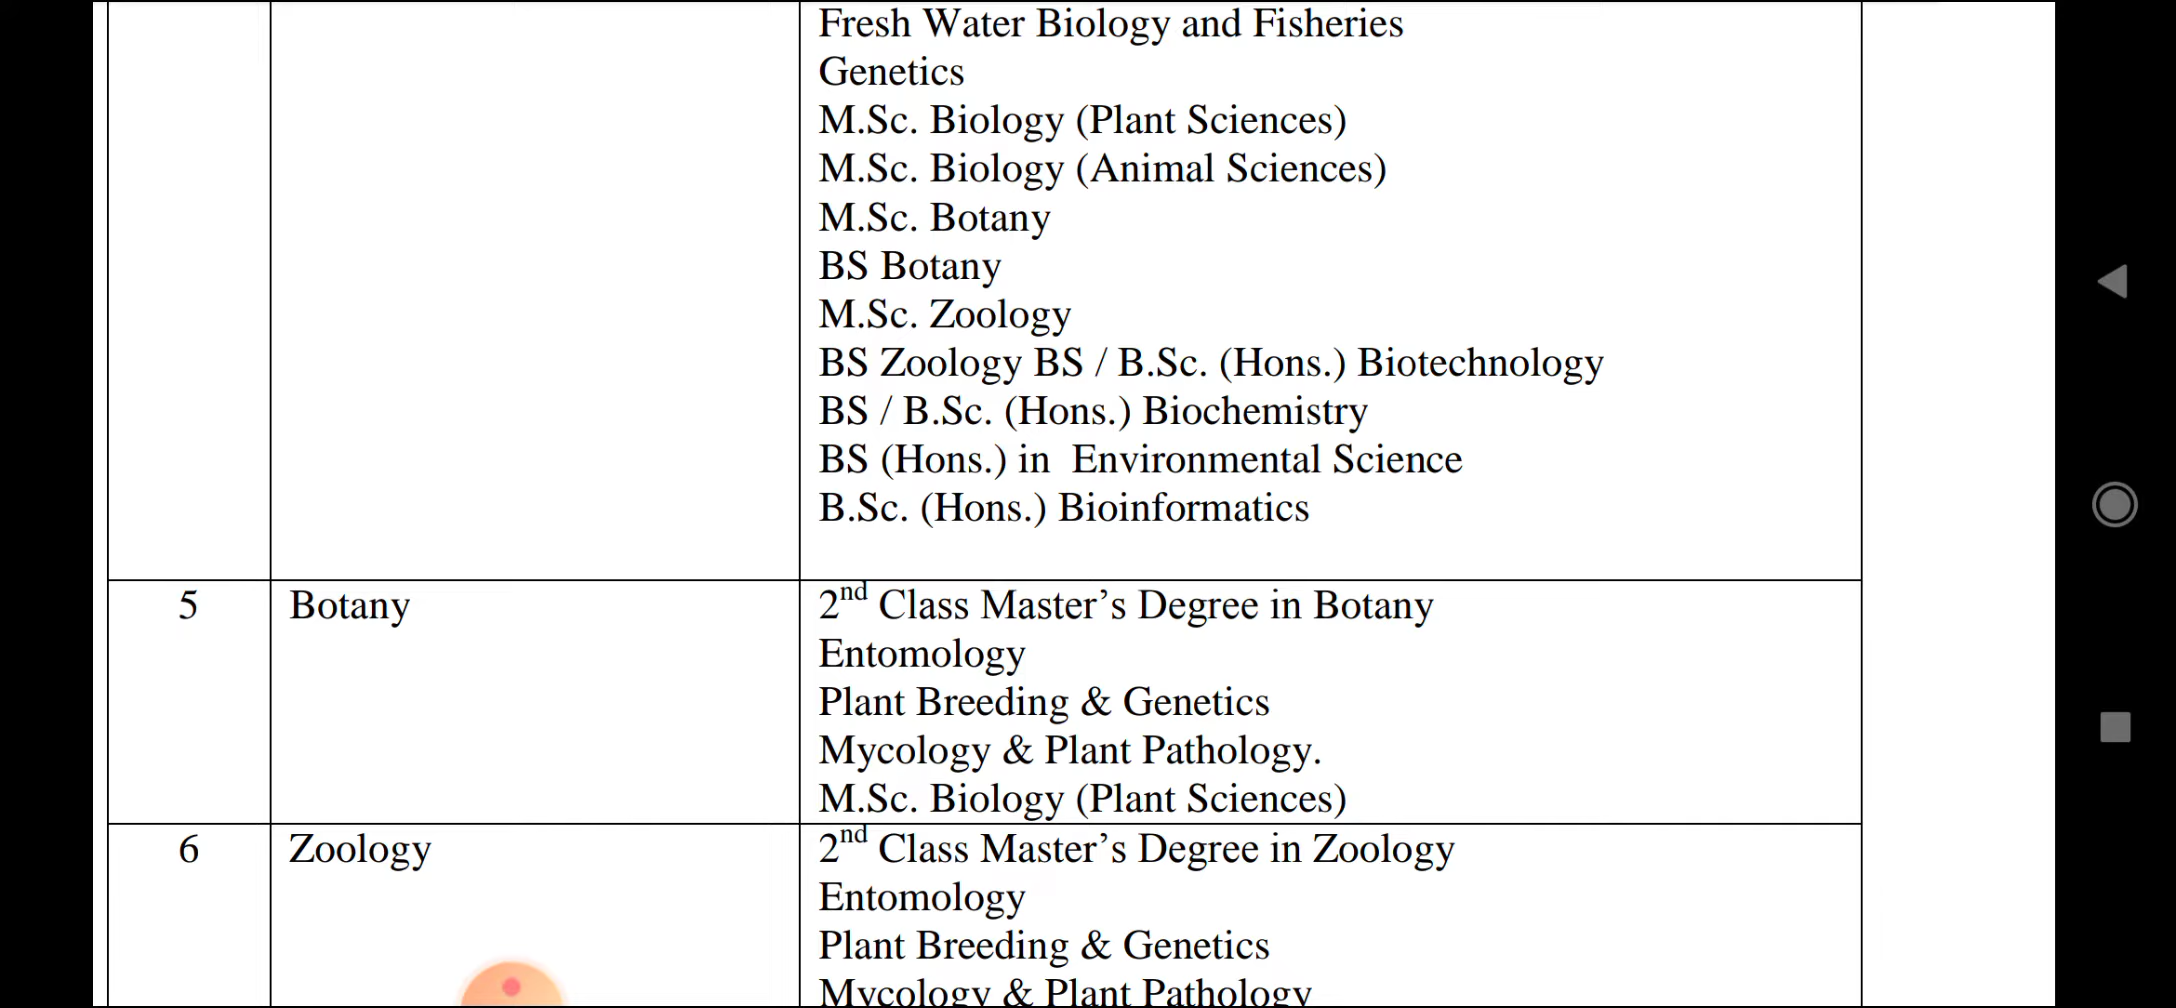 Fresh Water Biology and Fisheries
Genetics
M.Sc. Biology (Plant Sciences)
M.Sc. Biology (Animal Sciences)
M.Sc. Botany
BS Botany
M.Sc. Zoology
BS Zoology BS / B.Sc. (Hons.) Biotechnology
BS / B.Sc. (Hons.) Biochemistry
BS (Hons.) in  Environmental Science
B.Sc. (Hons.) Bioinformatics
5 Botany 2nd Class Master’s Degree in Botany
Entomology
Plant Breeding & Genetics
Mycology & Plant Pathology.
M.Sc. Biology (Plant Sciences)
6 Zoology 2nd Class Master’s Degree in Zoology
Entomology
Plant Breeding & Genetics
Mycology & Plant Pathology